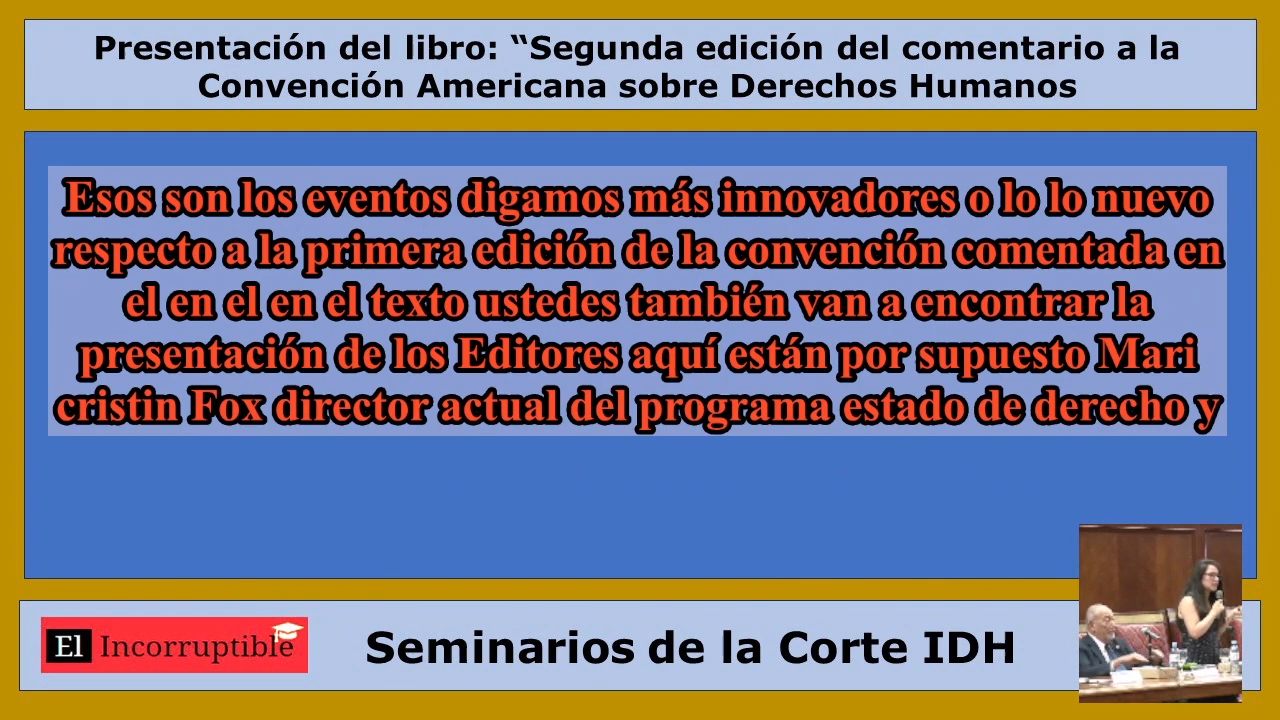 Presentación del libro: “Segunda edición del comentario a la
Convención Americana sobre Derechos Humanos
Esos son los eventos digamos más innovadores o lo lo nuevo
respecto a la primera edición de la convención comentada en
el en el en el texto ustedes también van a encontrar la
presentación de los Editores aquí están por supuesto Mari
cristin Fox director actual del programa estado de derecho y
El Incorruptible
Seminarios de la Corte IDH